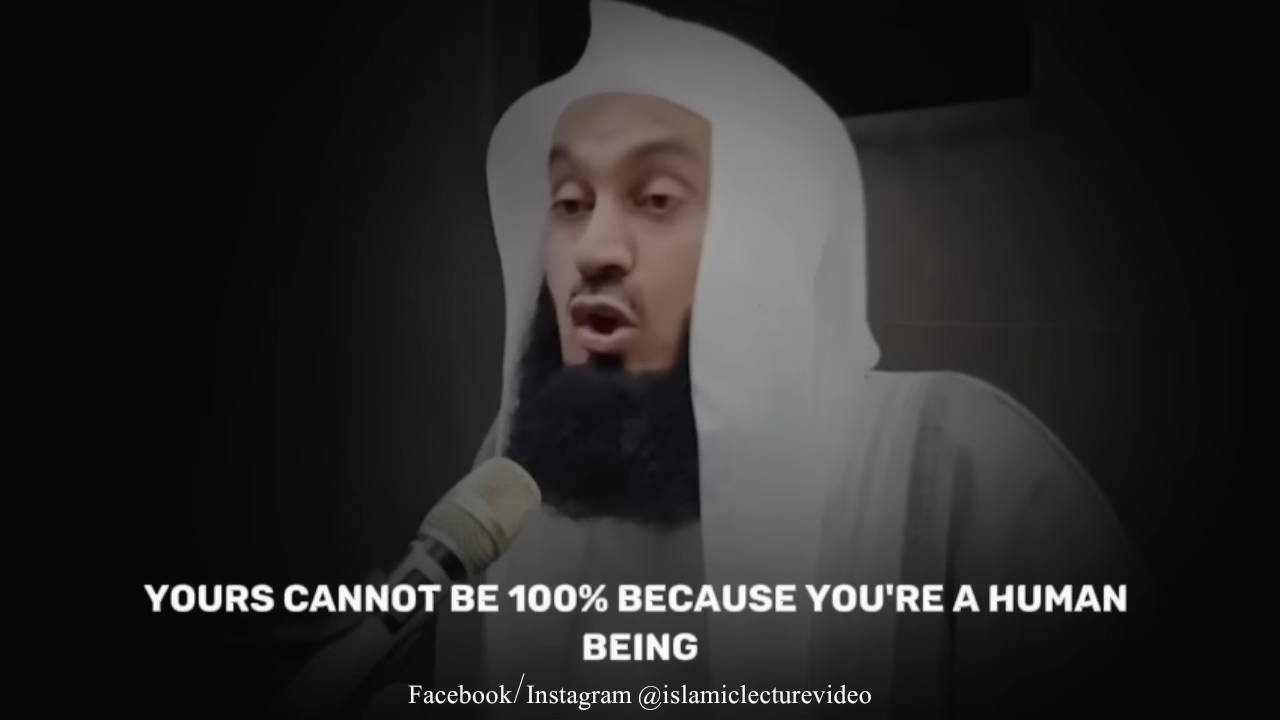 YOURS CANNOT BE 100% BECAUSE YOU'RE A HUMAN
BEING
Facebook/Instagram @islamiclecturevideo